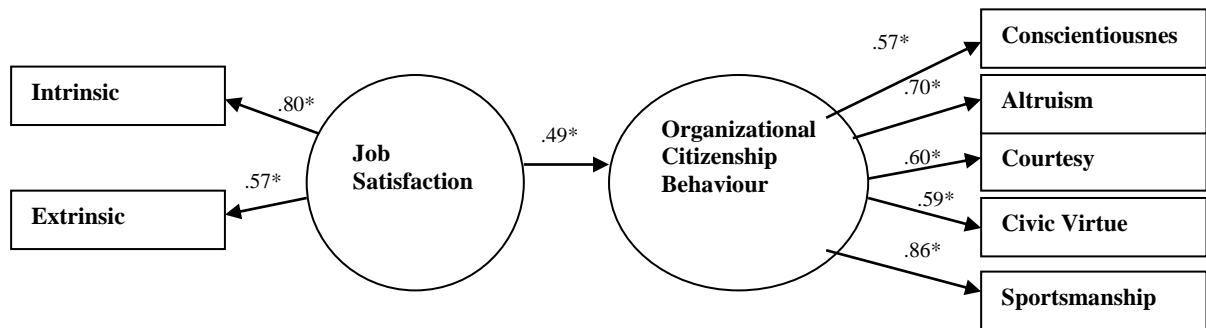 Intrinsic
Extrinsic
.80*
.57*
Job
Satisfaction
.49*
Organizational
Citizenship
Behaviour
.57*
.70*
.60*
.59*
.86*
Conscientiousnes
Altruism
Courtesy
Civic Virtue
Sportsmanship